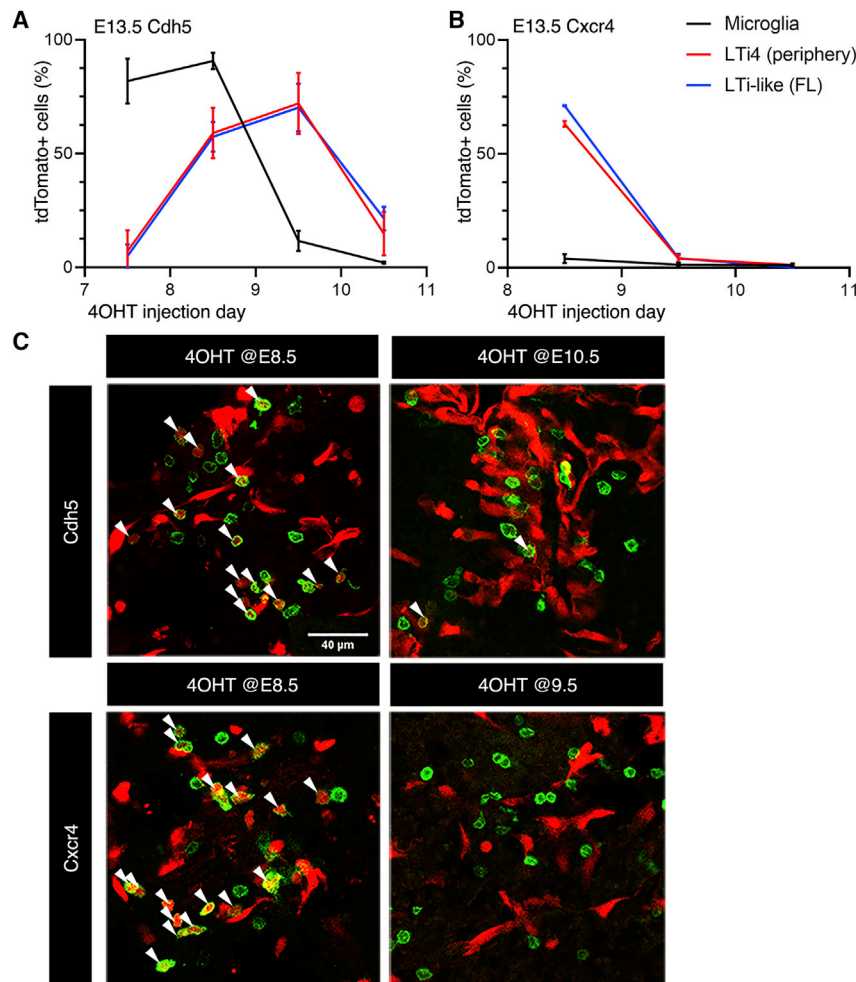 A
E13.5 Cdh5
tdTomato+ cells (%)
100
50
0
7
8
9
10
11
4OHT injection day
B
E13.5 Cxcr4
tdTomato+ cells (%)
100
50
0
8
9
10
11
4OHT injection day
Microglia
LTi4 (periphery)
LTi-like (FL)
C
4OHT @E8.5
4OHT @E10.5
Cdh5
40 µm
4OHT @E8.5
4OHT @9.5
Cxcr4